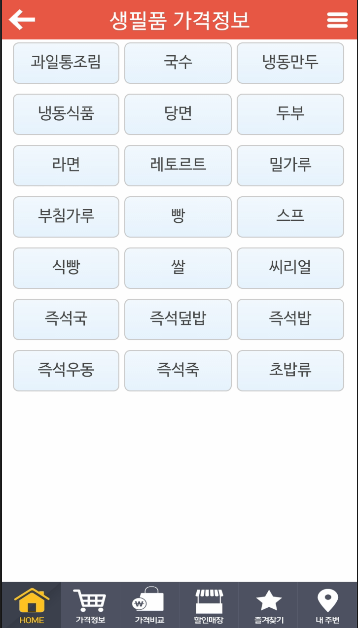 생필품 가격정보
과일통조림 국수 냉동만두
냉동식품 당면 두부
라면 레토르트 밀가루
부침가루 빵 스프
식빵 쌀 씨리얼
즉석국 즉석덮밥 즉석밥
즉석우동 즉석죽 초밥류
HOME 가격정보 가격비교 할인매장 즐겨찾기 내 주변